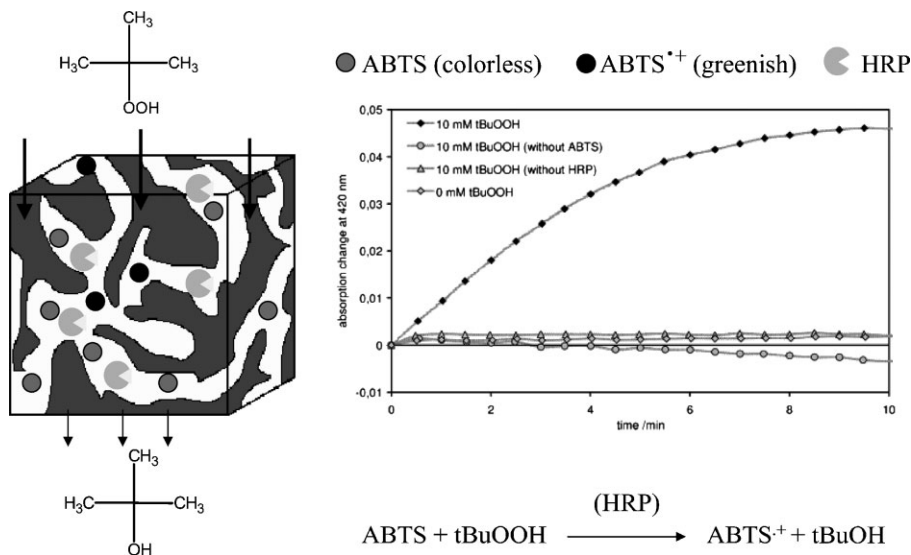 CH₃
H₃C CH₃
OOH
ABTS (colorless) ABTS•+ (greenish) HRP
0,05
0,04
0,03
0,02
0,01
0
-0,01
absorption change at 420 nm
10 mM tBuOOH
10 mM tBuOOH (without ABTS)
10 mM tBuOOH (without HRP)
0 mM tBuOOH
0 2 4 6 8 10
time /min
CH₃
H₃C CH₃
OH
(HRP)
ABTS + tBuOOH → ABTS·+ + tBuOH